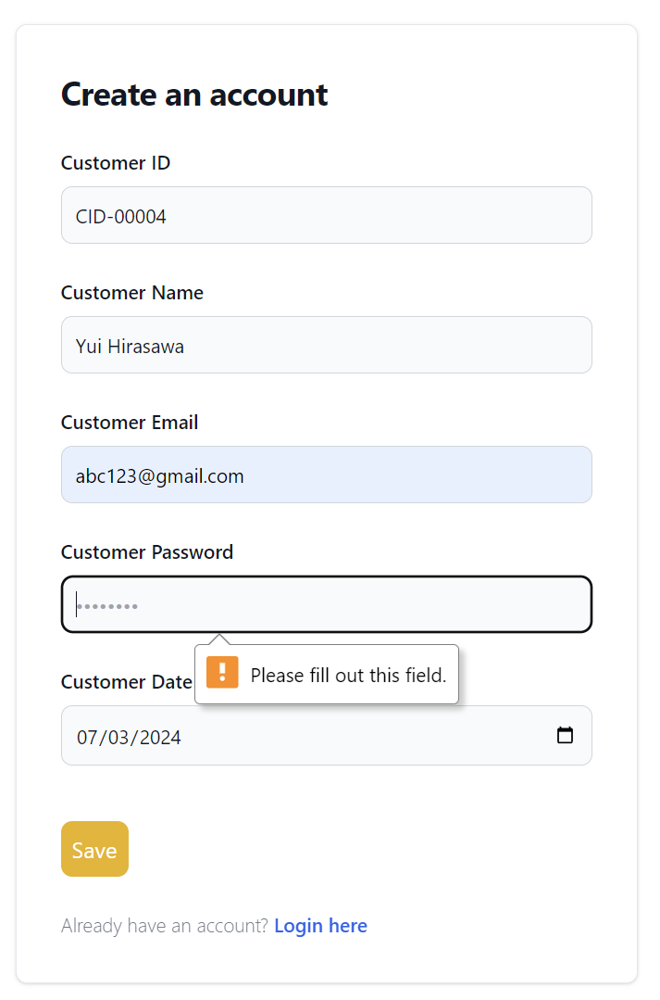 Create an account
Customer ID
CID-00004
Customer Name
Yui Hirasawa
Customer Email
abc123@gmail.com
Customer Password
••••••••
Please fill out this field.
Customer Date
07/03/2024
Save
Already have an account? Login here